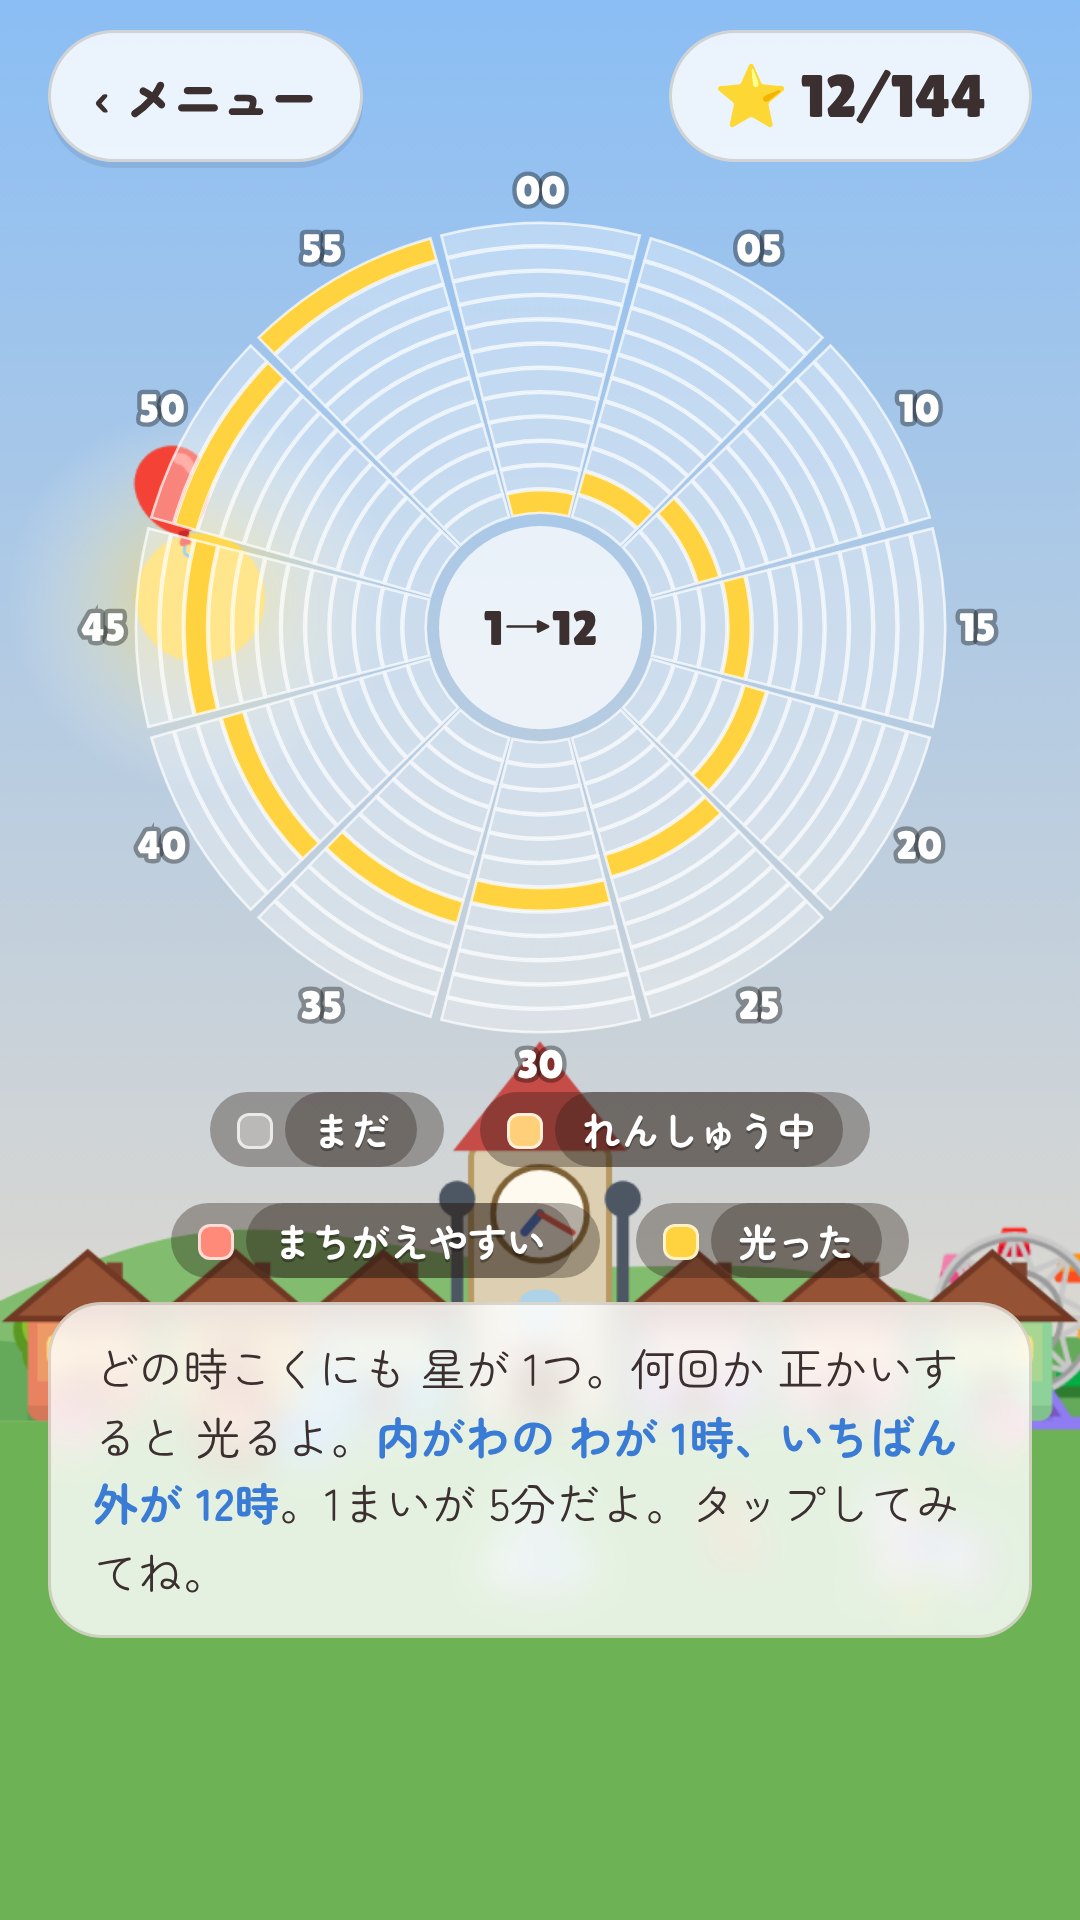 ‹ メニュー
⭐ 12/144
00
55
05
50
10
45
1→12
15
40
20
35
25
30
まだ
れんしゅう中
まちがえやすい
光った
どの時こくにも 星が 1つ。何回か 正かいす
ると 光るよ。内がわの わが 1時、いちばん
外が 12時。1まいが 5分だよ。タップしてみ
てね。